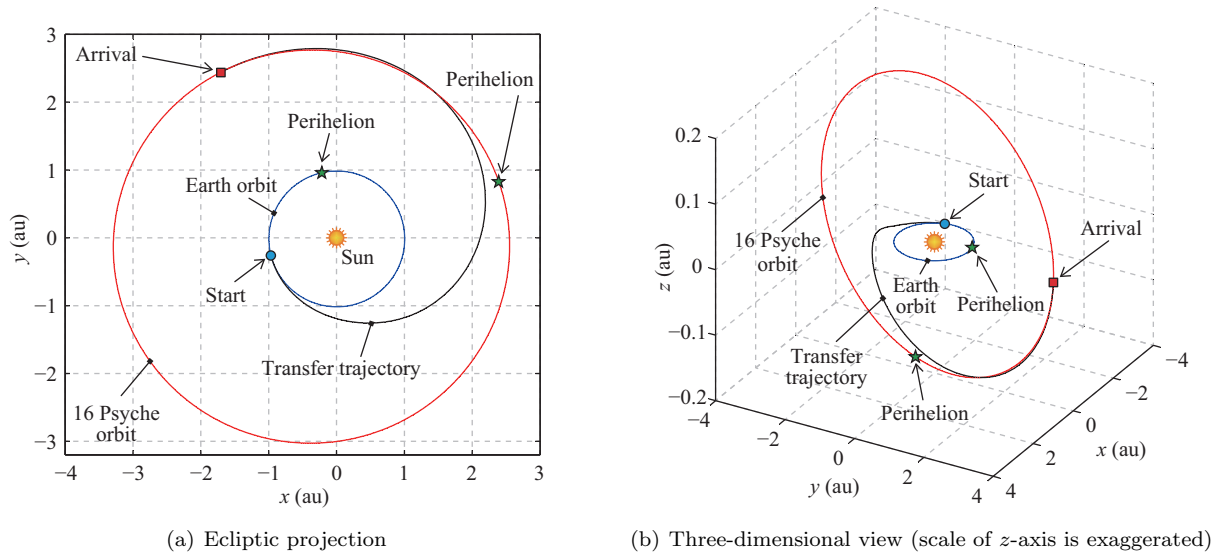 3
2
1
0
−1
−2
−3
y (au)
−4
−3
−2
−1
0
1
2
3
x (au)
Arrival
Perihelion
Perihelion
Earth orbit
Sun
Start
Transfer trajectory
16 Psyche
orbit
(a) Ecliptic projection
0.2
0.1
0
−0.1
−0.2
z (au)
−4
−2
0
2
4
y (au)
4
2
0
−2
−4
x (au)
Start
Arrival
16 Psyche
orbit
Earth
orbit
Perihelion
Transfer
trajectory
Perihelion
(b) Three-dimensional view (scale of z-axis is exaggerated)